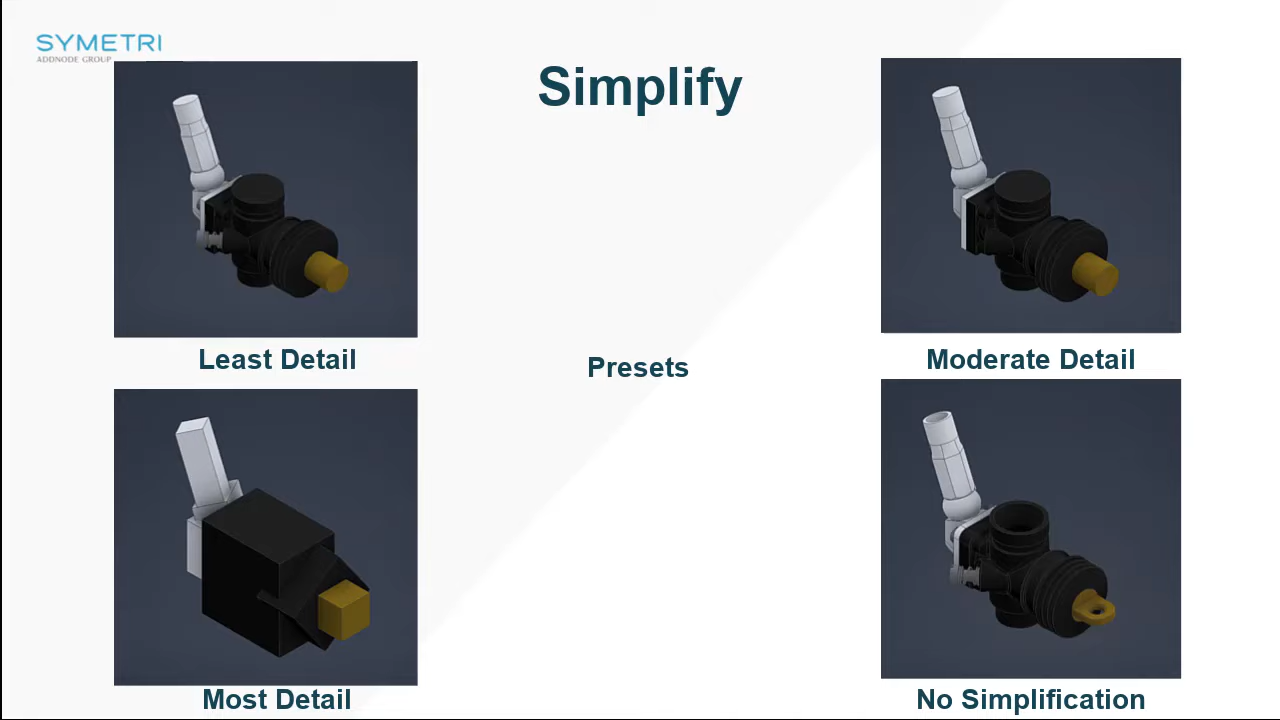 SYMETRI
ADDNODE GROUP
Simplify
Least Detail
Presets
Moderate Detail
Most Detail
No Simplification